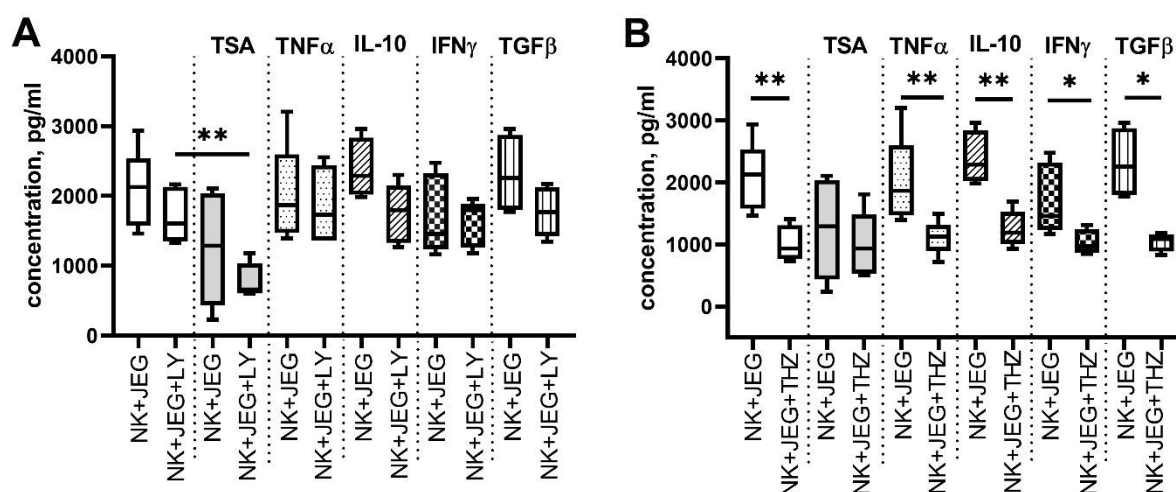 A
TSA TNFα IL-10 IFNγ TGFβ
concentration, pg/ml
4000
3000
2000
1000
0
**
NK+JEG
NK+JEG+LY
NK+JEG
NK+JEG+LY
NK+JEG
NK+JEG+LY
NK+JEG
NK+JEG+LY
NK+JEG
NK+JEG+LY
NK+JEG
NK+JEG+LY
B
TSA TNFα IL-10 IFNγ TGFβ
concentration, pg/ml
4000
3000
2000
1000
0
** ** ** * *
NK+JEG
NK+JEG+THZ
NK+JEG
NK+JEG+THZ
NK+JEG
NK+JEG+THZ
NK+JEG
NK+JEG+THZ
NK+JEG
NK+JEG+THZ
NK+JEG
NK+JEG+THZ